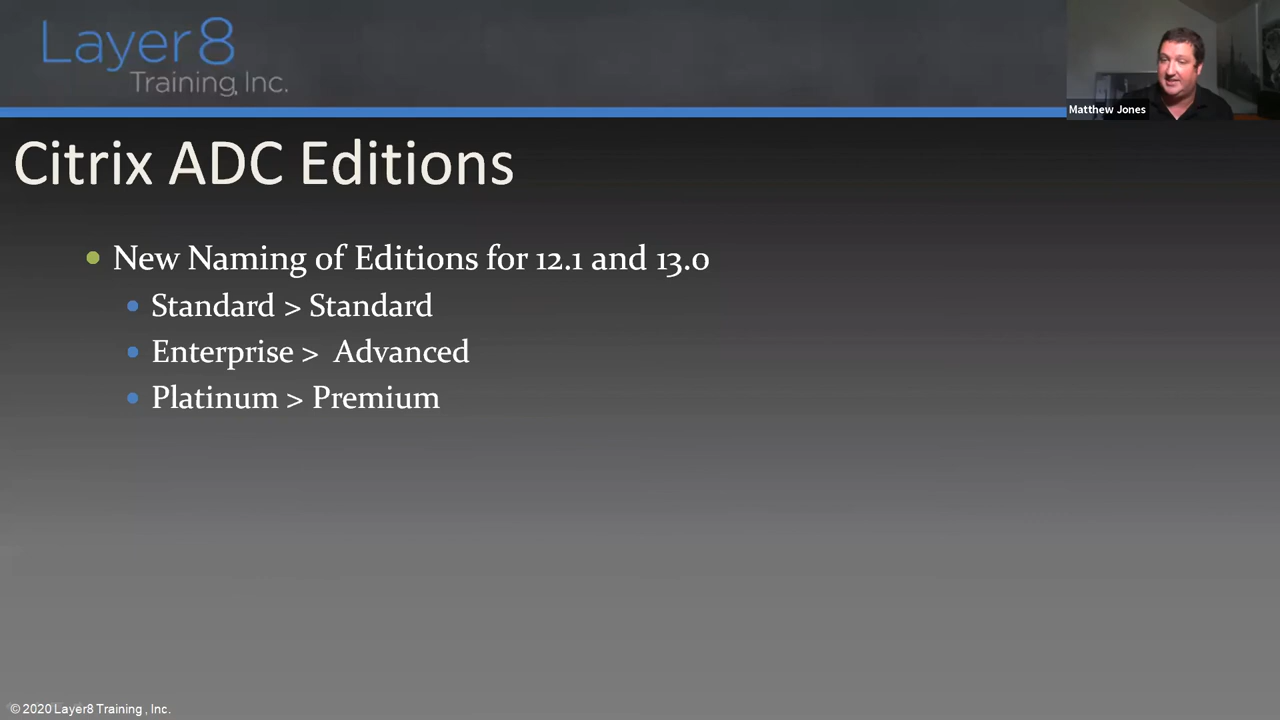 Layer8
Training, Inc.
Matthew Jones
Citrix ADC Editions
New Naming of Editions for 12.1 and 13.0
Standard > Standard
Enterprise > Advanced
Platinum > Premium
© 2020 Layer8 Training , Inc.